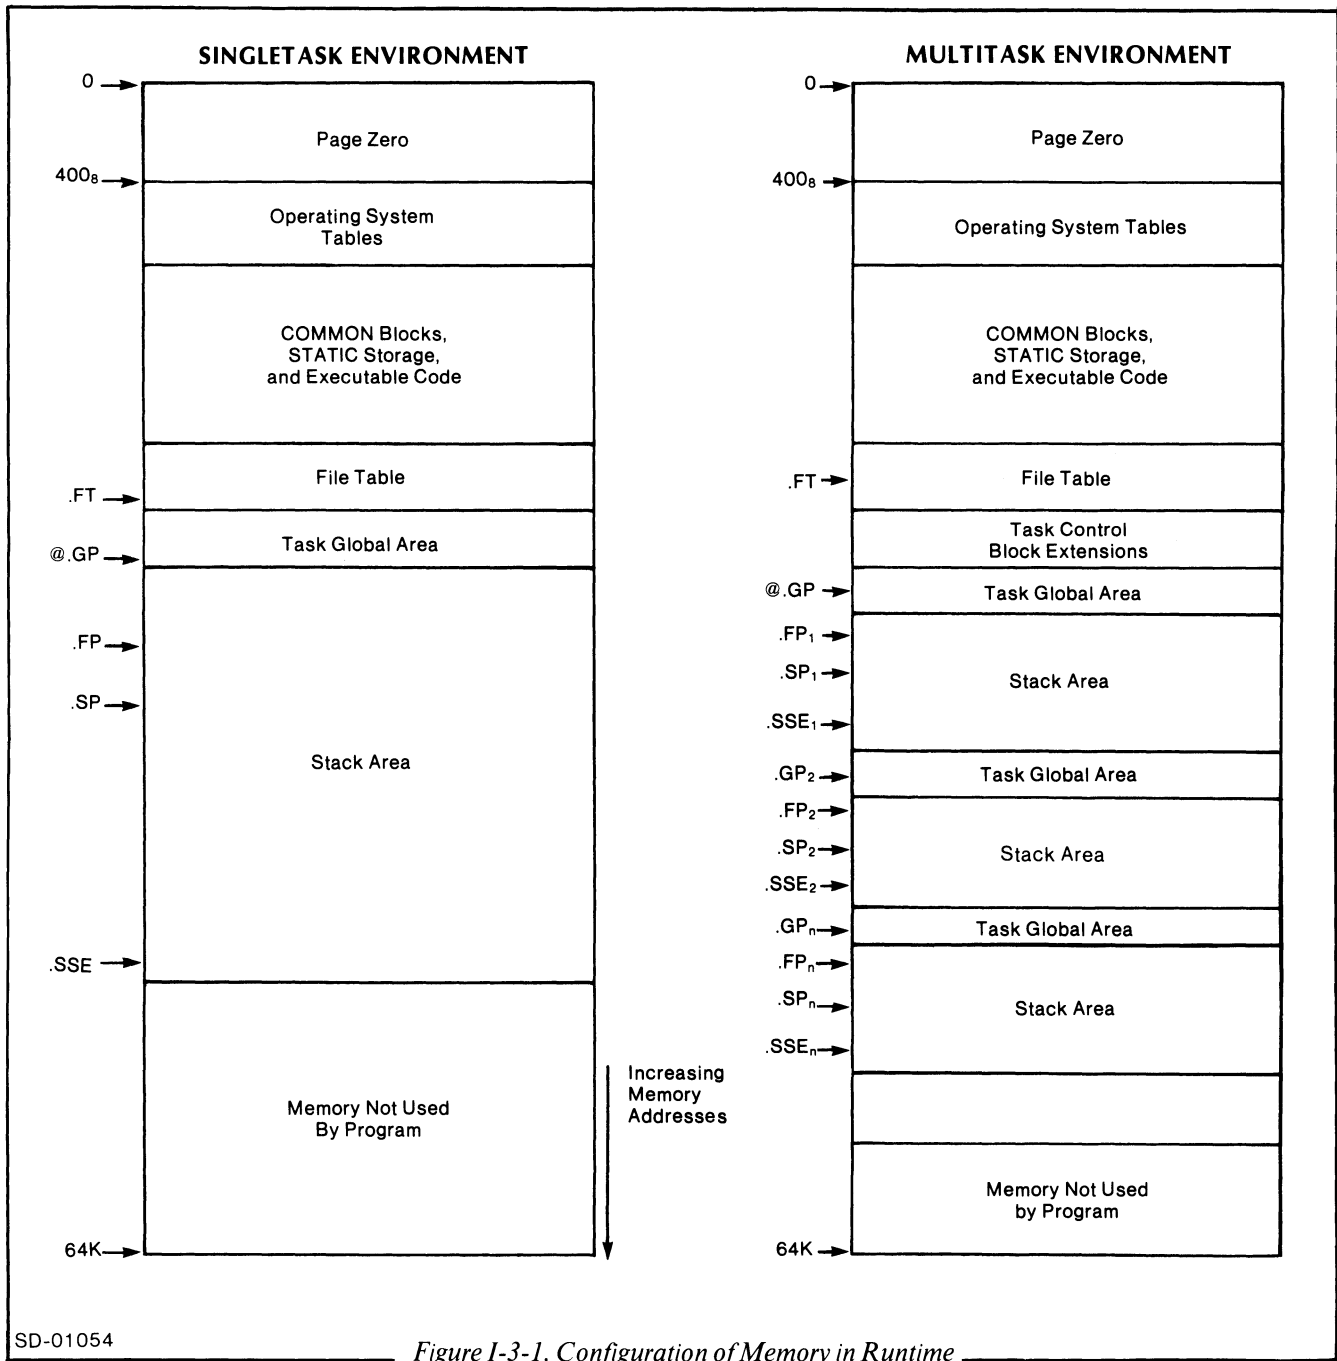 SINGLETASK ENVIRONMENT
0
Page Zero
400₈
Operating System
Tables
COMMON Blocks,
STATIC Storage,
and Executable Code
File Table
.FT
Task Global Area
@.GP
.FP
.SP
Stack Area
.SSE
Memory Not Used
By Program
64K
Increasing
Memory
Addresses
MULTITASK ENVIRONMENT
0
Page Zero
400₈
Operating System Tables
COMMON Blocks,
STATIC Storage,
and Executable Code
.FT
File Table
Task Control
Block Extensions
@.GP
Task Global Area
.FP₁
.SP₁
Stack Area
.SSE₁
.GP₂
Task Global Area
.FP₂
.SP₂
Stack Area
.SSE₂
.GPₙ
Task Global Area
.FPₙ
.SPₙ
Stack Area
.SSEₙ
Memory Not Used
by Program
64K
SD-01054
Figure I-3-1. Configuration of Memory in Runtime